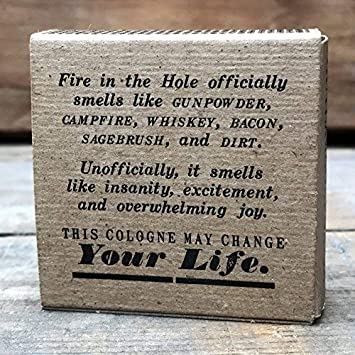 Fire in the Hole officially
smells like GUNPOWDER,
CAMPFIRE, WHISKEY, BACON,
SAGEBRUSH, and DIRT.
Unofficially, it smells
like insanity, excitement,
and overwhelming joy.
THIS COLOGNE MAY CHANGE
Your Life.